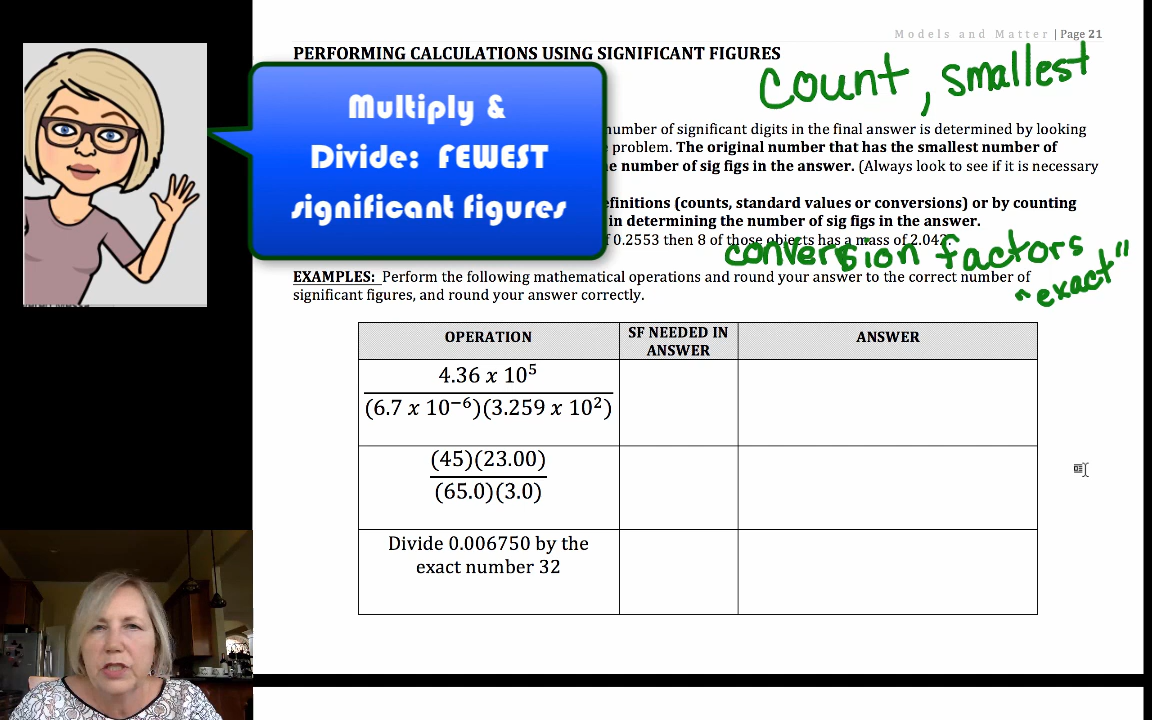 Models and Matter | Page 21
PERFORMING CALCULATIONS USING SIGNIFICANT FIGURES
count, smallest
Multiply &
Divide: FEWEST
significant figures
number of significant digits in the final answer is determined by looking
problem. The original number that has the smallest number of
number of sig figs in the answer. (Always look to see if it is necessary
(counts, standard values or conversions) or by counting
in determining the number of sig figs in the answer.
0.2553 then 8 of those objects has a mass of 2.042.
conversion factors
"exact"
EXAMPLES: Perform the following mathematical operations and round your answer to the correct number of
significant figures, and round your answer correctly.
OPERATION
SF NEEDED IN
ANSWER
ANSWER
4.36 x 10⁵
(6.7 x 10⁻⁶)(3.259 x 10²)
(45)(23.00)
(65.0)(3.0)
Divide 0.006750 by the
exact number 32